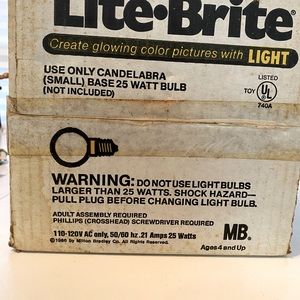 Lite-Brite
Create glowing color pictures with LIGHT
USE ONLY CANDELABRA
(SMALL) BASE 25 WATT BULB
(NOT INCLUDED)
LISTED
TOY UL ®
740A
WARNING: DO NOT USE LIGHT BULBS
LARGER THAN 25 WATTS. SHOCK HAZARD—
PULL PLUG BEFORE CHANGING LIGHT BULB.
ADULT ASSEMBLY REQUIRED
PHILLIPS (CROSSHEAD) SCREWDRIVER REQUIRED
110-120V AC only, 50/60 hz .21 Amps 25 Watts
MB®
©1986 by Milton Bradley Co. All Rights Reserved.
Ages 4 and Up